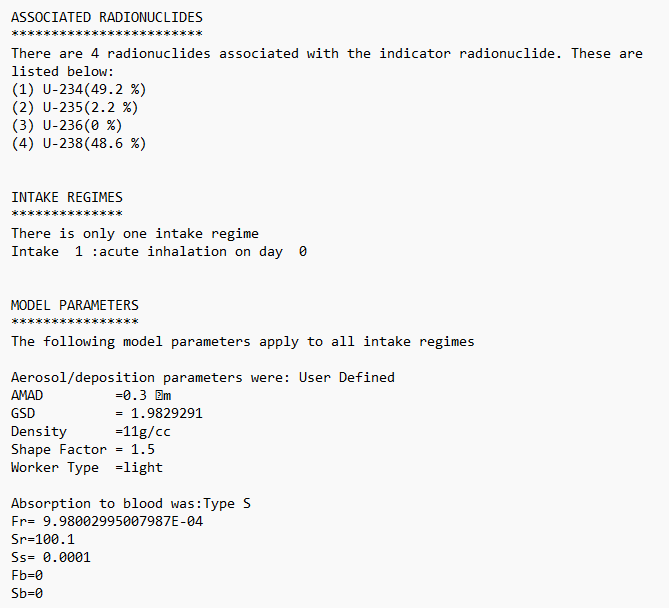 ASSOCIATED RADIONUCLIDES
************************
There are 4 radionuclides associated with the indicator radionuclide. These are
listed below:
(1) U-234(49.2 %)
(2) U-235(2.2 %)
(3) U-236(0 %)
(4) U-238(48.6 %)
INTAKE REGIMES
**************
There is only one intake regime
Intake  1 :acute inhalation on day  0
MODEL PARAMETERS
****************
The following model parameters apply to all intake regimes
Aerosol/deposition parameters were: User Defined
AMAD         =0.3 �m
GSD          = 1.9829291
Density      =11g/cc
Shape Factor = 1.5
Worker Type  =light
Absorption to blood was:Type S
Fr= 9.98002995007987E-04
Sr=100.1
Ss= 0.0001
Fb=0
Sb=0